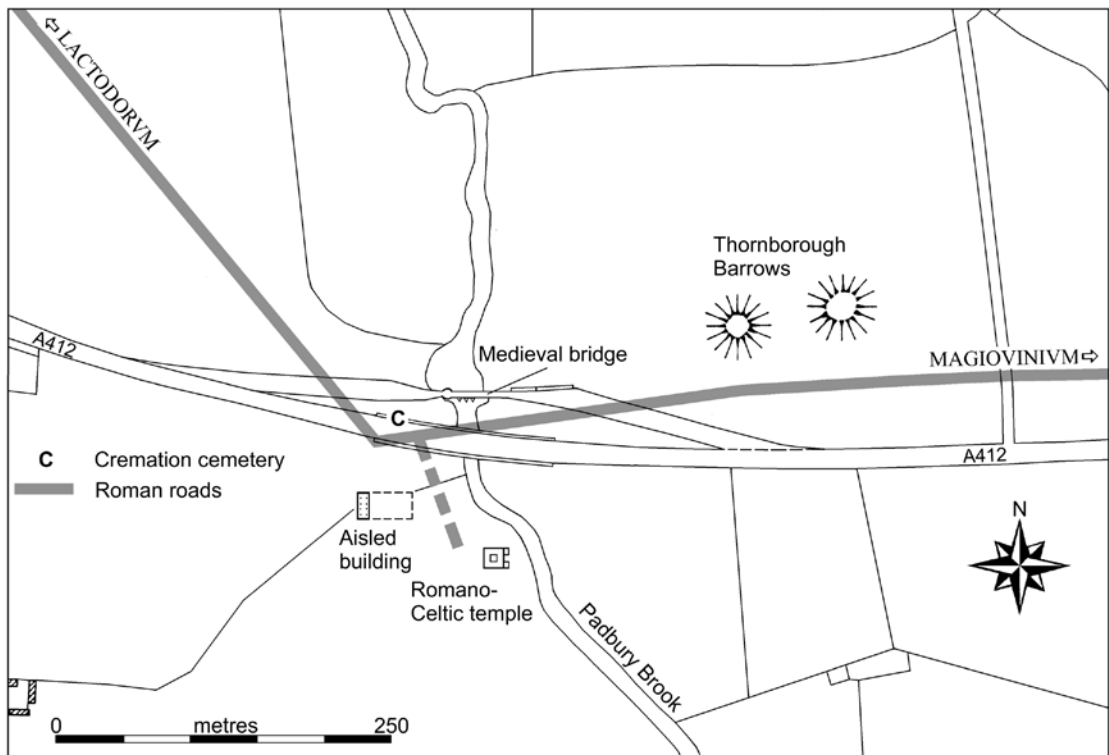 LACTODORVM
Thornborough
Barrows
A412
Medieval bridge
MAGIOVINIVM
C
A412
C Cremation cemetery
Roman roads
N
Aisled
building
Romano-
Celtic temple
Padbury Brook
0 metres 250